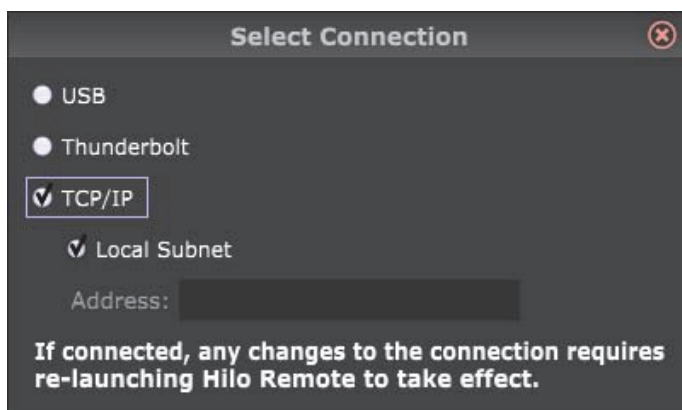 Select Connection
USB
Thunderbolt
TCP/IP
Local Subnet
Address:
If connected, any changes to the connection requires
re-launching Hilo Remote to take effect.